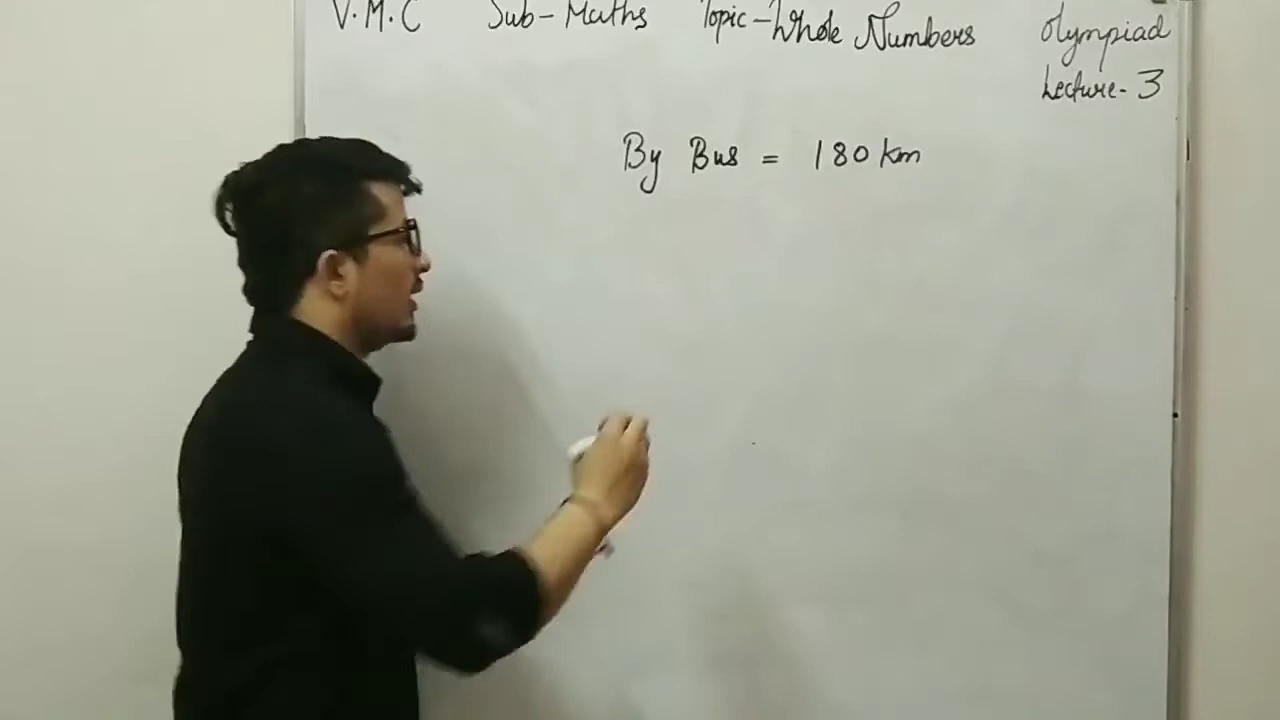 V.M.C Sub-Maths Topic-Whole Numbers Olympiad
Lecture-3
By Bus = 180 km